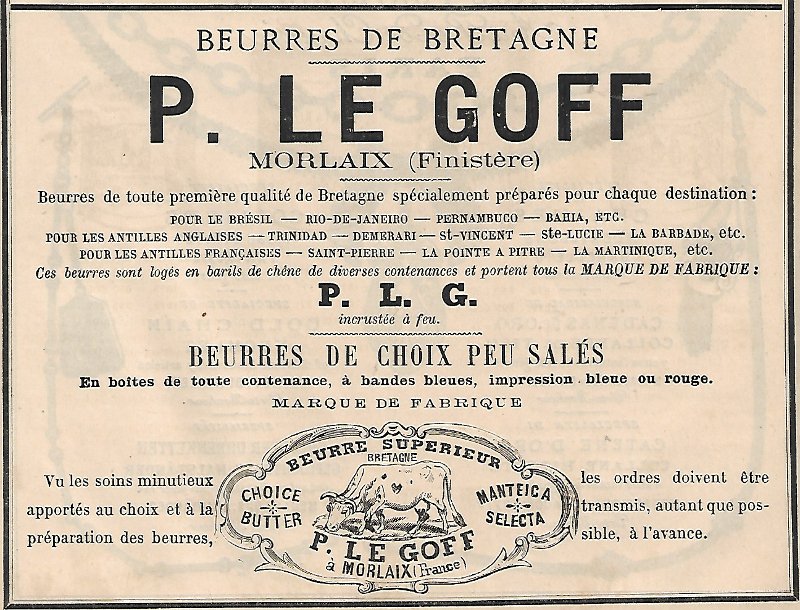 BEURRES DE BRETAGNE
P. LE GOFF
MORLAIX (Finistère)
Beurres de toute première qualité de Bretagne spécialement préparés pour chaque destination :
POUR LE BRÉSIL — RIO-DE-JANEIRO — PERNAMBUCO — BAHIA, ETC.
POUR LES ANTILLES ANGLAISES — TRINIDAD — DEMERARI — St-VINCENT — Ste-LUCIE — LA BARBADE, etc.
POUR LES ANTILLES FRANÇAISES — SAINT-PIERRE — LA POINTE A PITRE — LA MARTINIQUE, etc.
Ces beurres sont logés en barils de chêne de diverses contenances et portent tous la MARQUE DE FABRIQUE :
P. L. G.
incrustée à feu.
BEURRES DE CHOIX PEU SALÉS
En boîtes de toute contenance, à bandes bleues, impression bleue ou rouge.
MARQUE DE FABRIQUE
Vu les soins minutieux
apportés au choix et à la
préparation des beurres,
BEURRE SUPERIEUR
BRETAGNE
CHOICE
BUTTER
MANTEIGA
SELECTA
P. LE GOFF
à MORLAIX (France)
les ordres doivent être
transmis, autant que pos-
sible, à l'avance.